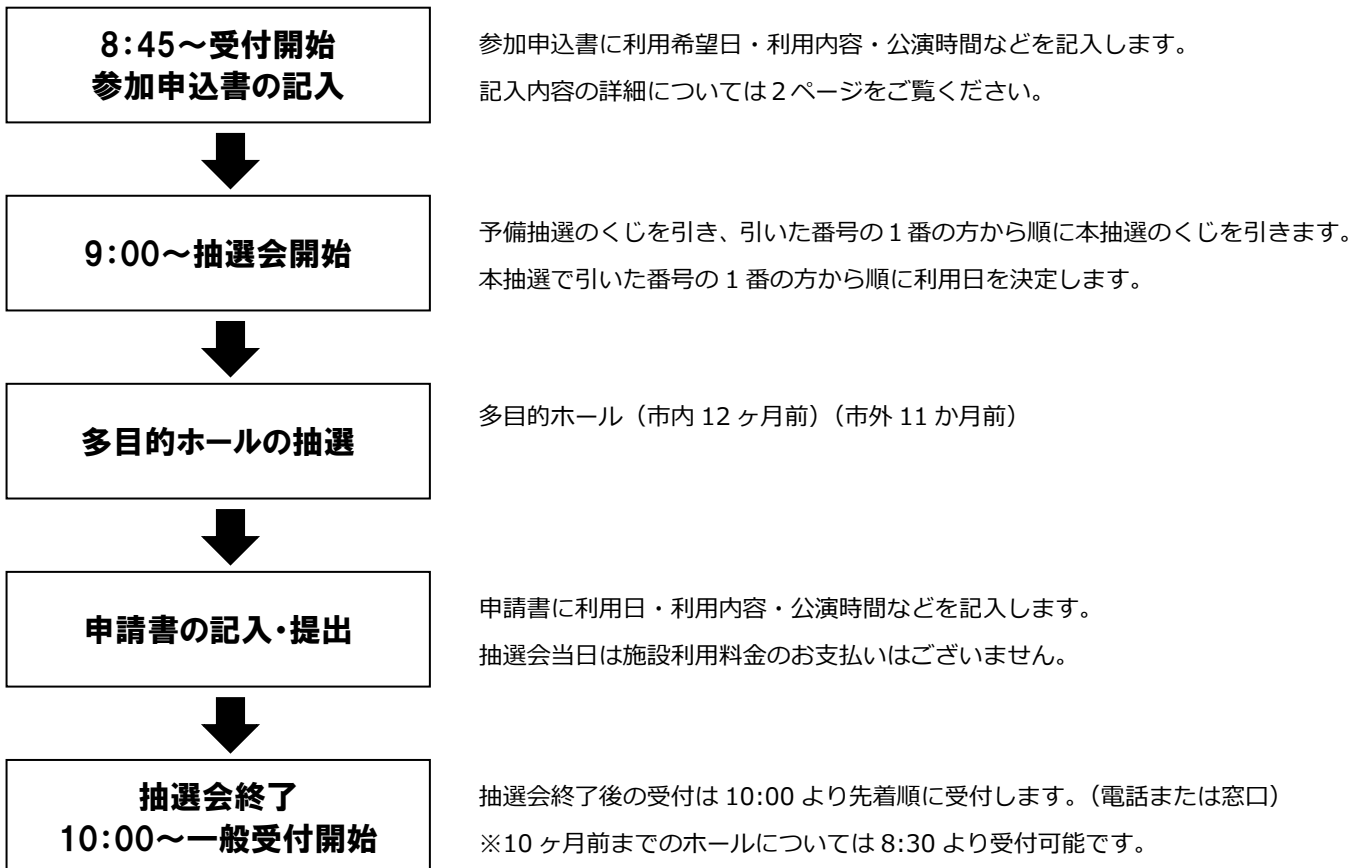 8:45～受付開始
参加申込書の記入
参加申込書に利用希望日・利用内容・公演時間などを記入します。
記入内容の詳細については２ページをご覧ください。
9:00～抽選会開始
予備抽選のくじを引き、引いた番号の１番の方から順に本抽選のくじを引きます。
本抽選で引いた番号の 1 番の方から順に利用日を決定します。
多目的ホールの抽選
多目的ホール（市内 12 ヶ月前）（市外 11 か月前）
申請書の記入・提出
申請書に利用日・利用内容・公演時間などを記入します。
抽選会当日は施設利用料金のお支払いはございません。
抽選会終了
10:00～一般受付開始
抽選会終了後の受付は 10:00 より先着順に受付します。（電話または窓口）
※10 ヶ月前までのホールについては 8:30 より受付可能です。